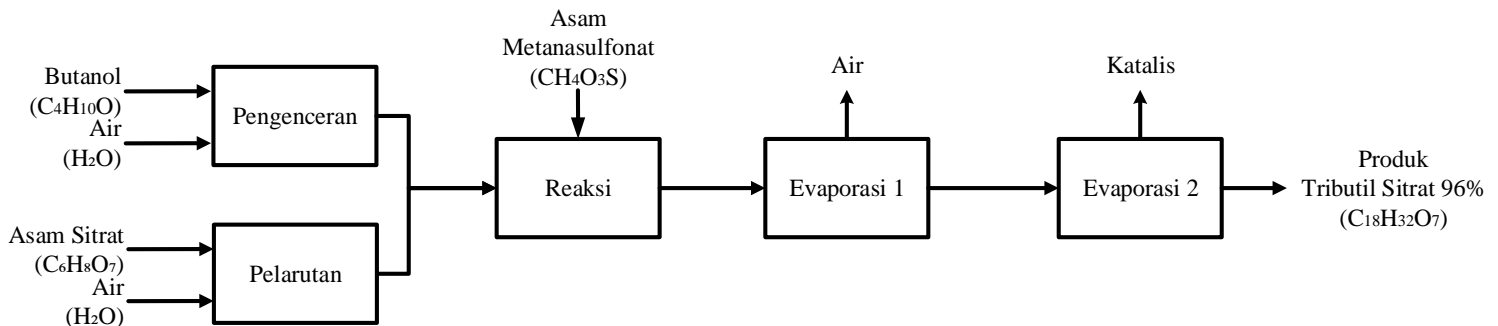 Butanol
(C₄H₁₀O)
Air
(H₂O)
Pengenceran
Asam Sitrat
(C₆H₈O₇)
Air
(H₂O)
Pelarutan
Asam
Metanasulfonat
(CH₄O₃S)
Reaksi
Air
Evaporasi 1
Katalis
Evaporasi 2
Produk
Tributil Sitrat 96%
(C₁₈H₃₂O₇)